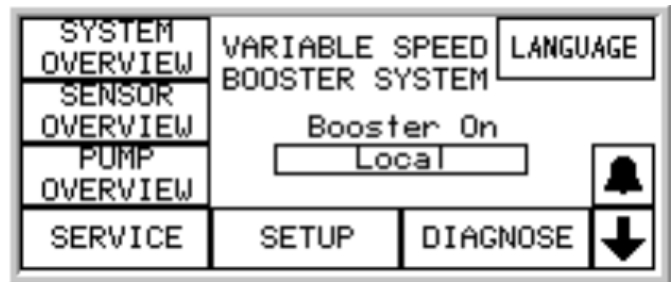 SYSTEM
OVERVIEW
SENSOR
OVERVIEW
PUMP
OVERVIEW
VARIABLE SPEED
BOOSTER SYSTEM
LANGUAGE
Booster On
Local
SERVICE
SETUP
DIAGNOSE